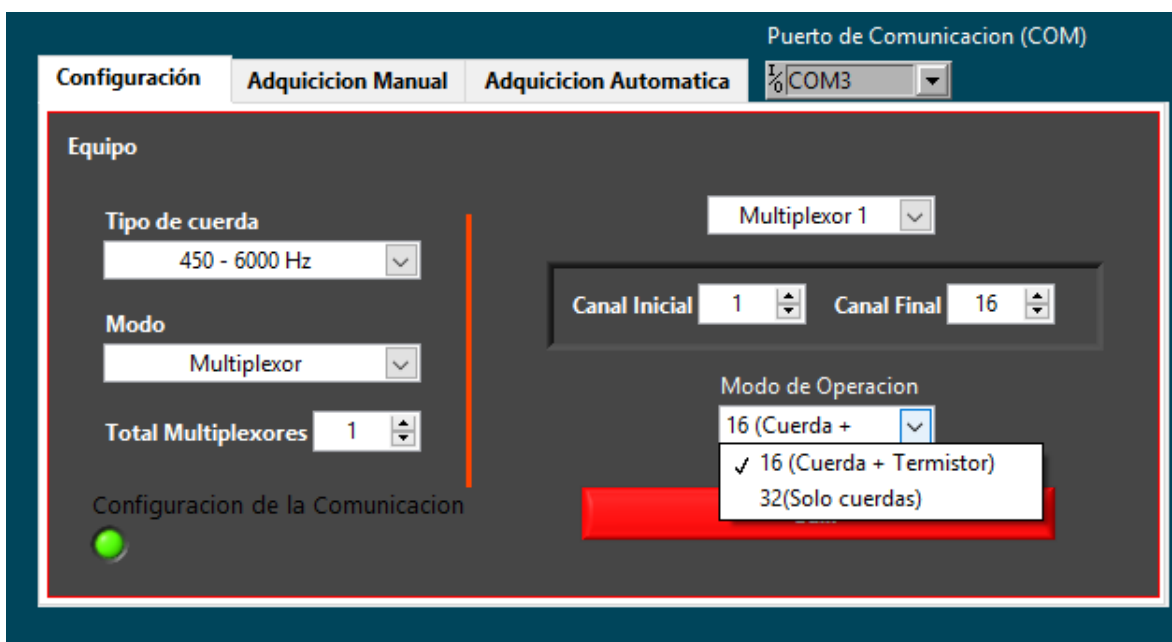 Puerto de Comunicacion (COM)
Configuración Adquicicion Manual Adquicicion Automatica COM3
Equipo
Tipo de cuerda
450 - 6000 Hz
Modo
Multiplexor
Total Multiplexores 1
Configuracion de la Comunicacion
Multiplexor 1
Canal Inicial 1 Canal Final 16
Modo de Operacion
16 (Cuerda +
✓ 16 (Cuerda + Termistor)
32(Solo cuerdas)